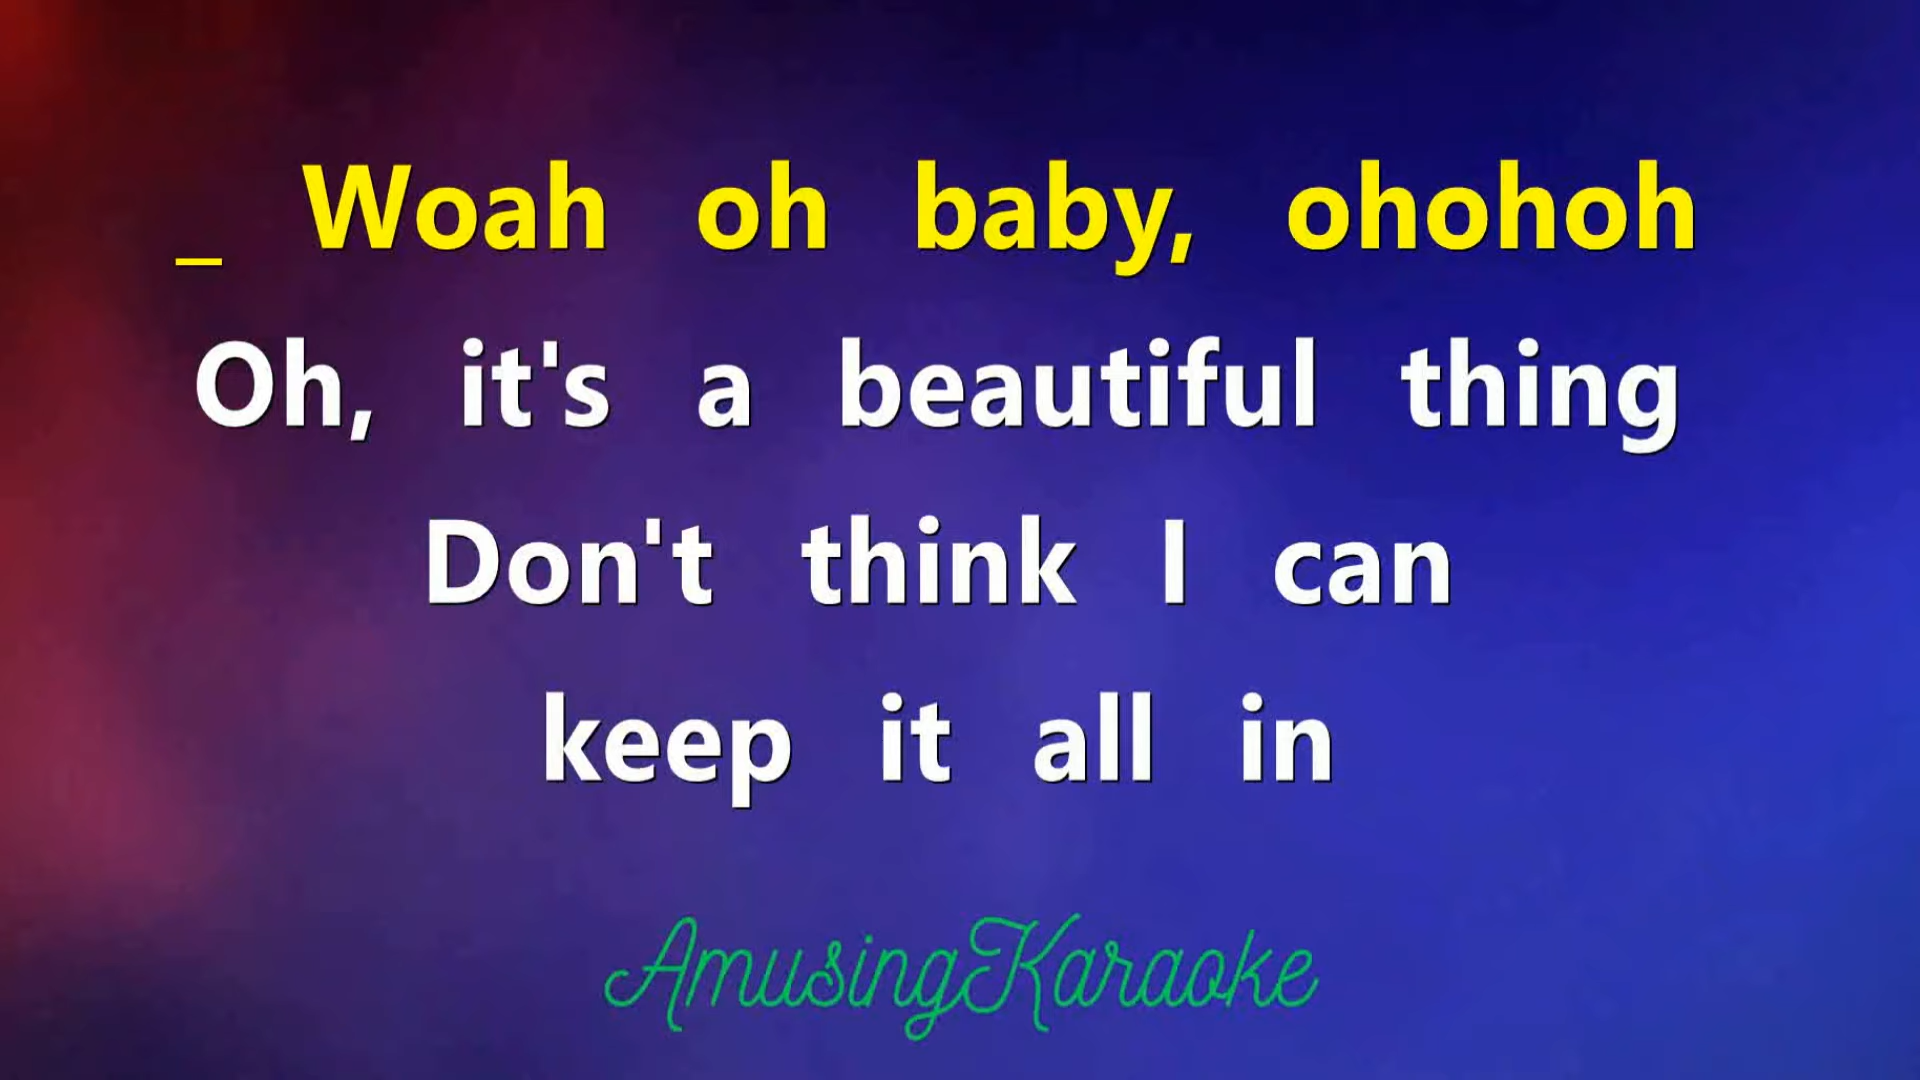 _ Woah oh baby, ohohoh
Oh, it's a beautiful thing
Don't think I can
keep it all in
AmusingKaraoke